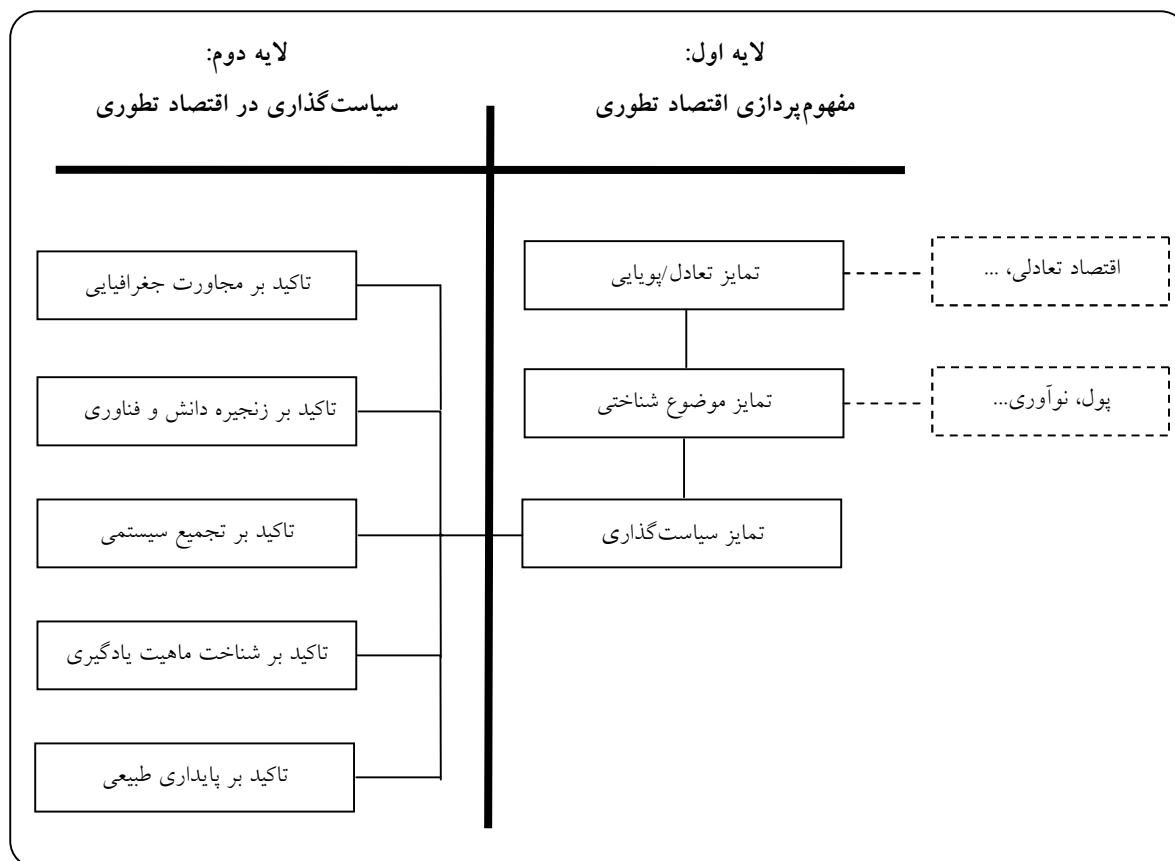 لایه اول:
مفهوم‌پردازی اقتصاد تطوری
لایه دوم:
سیاست‌گذاری در اقتصاد تطوری
تمایز تعادل/پویایی
اقتصاد تعادلی، ...
تمایز موضوع شناختی
پول، نوآوری...
تمایز سیاست‌گذاری
تاکید بر مجاورت جغرافیایی
تاکید بر زنجیره دانش و فناوری
تاکید بر تجمیع سیستمی
تاکید بر شناخت ماهیت یادگیری
تاکید بر پایداری طبیعی